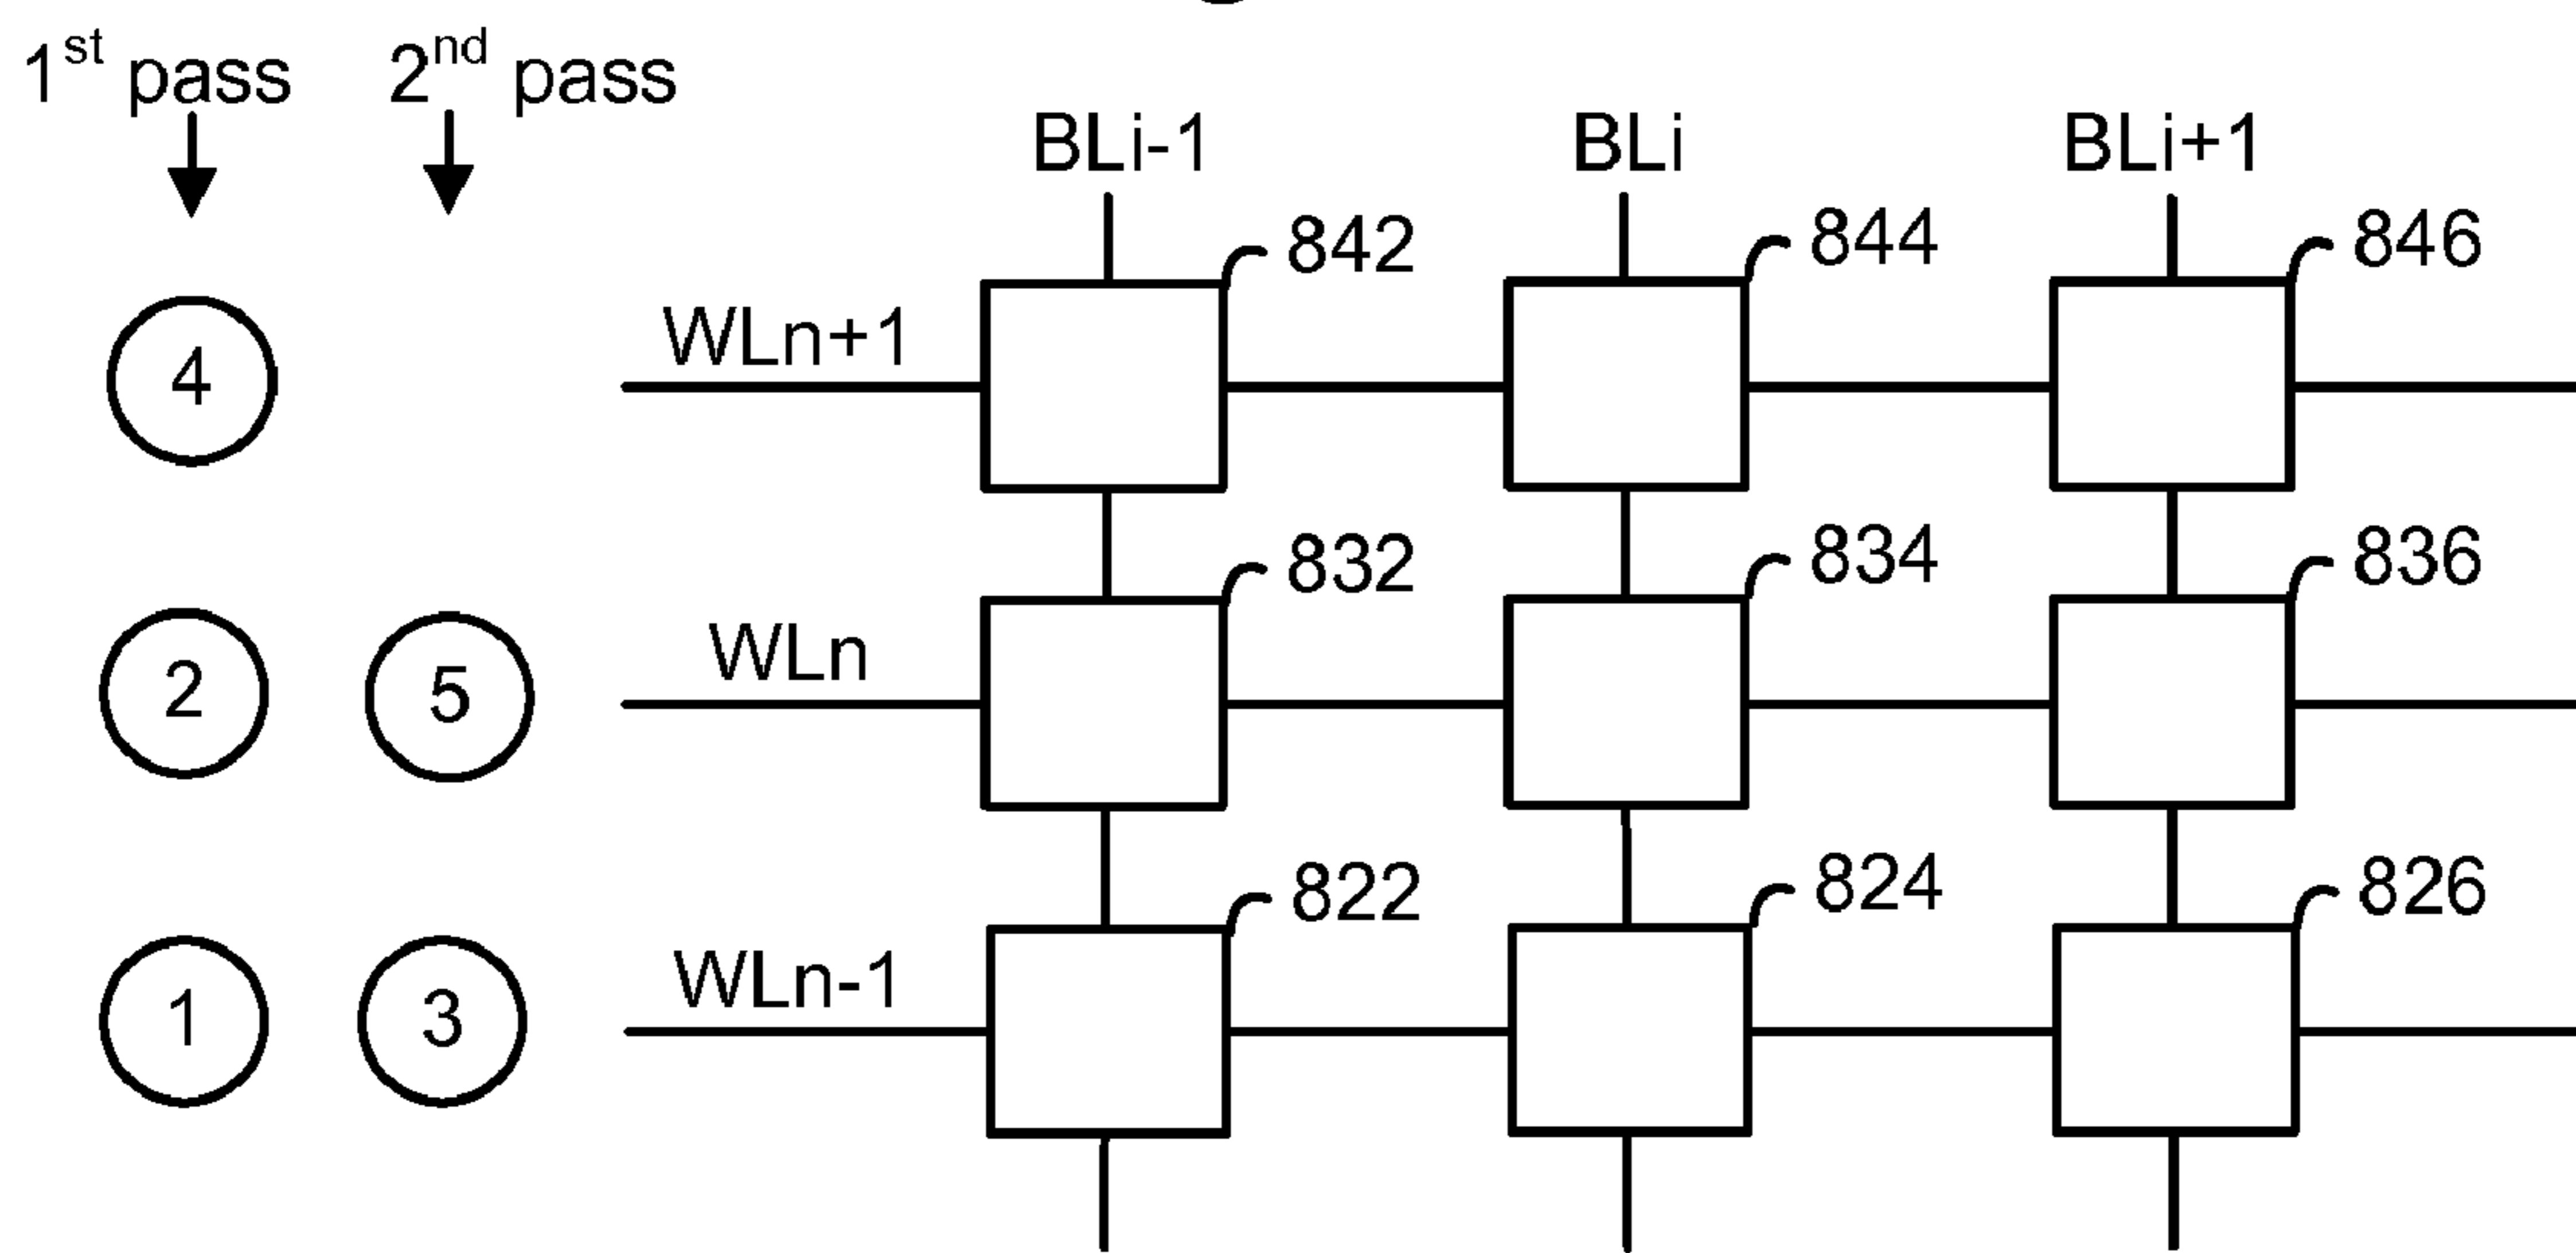 1st pass 2nd pass
BLi-1 BLi BLi+1
842 844 846
4 WLn+1
832 834 836
2 5 WLn
822 824 826
1 3 WLn-1